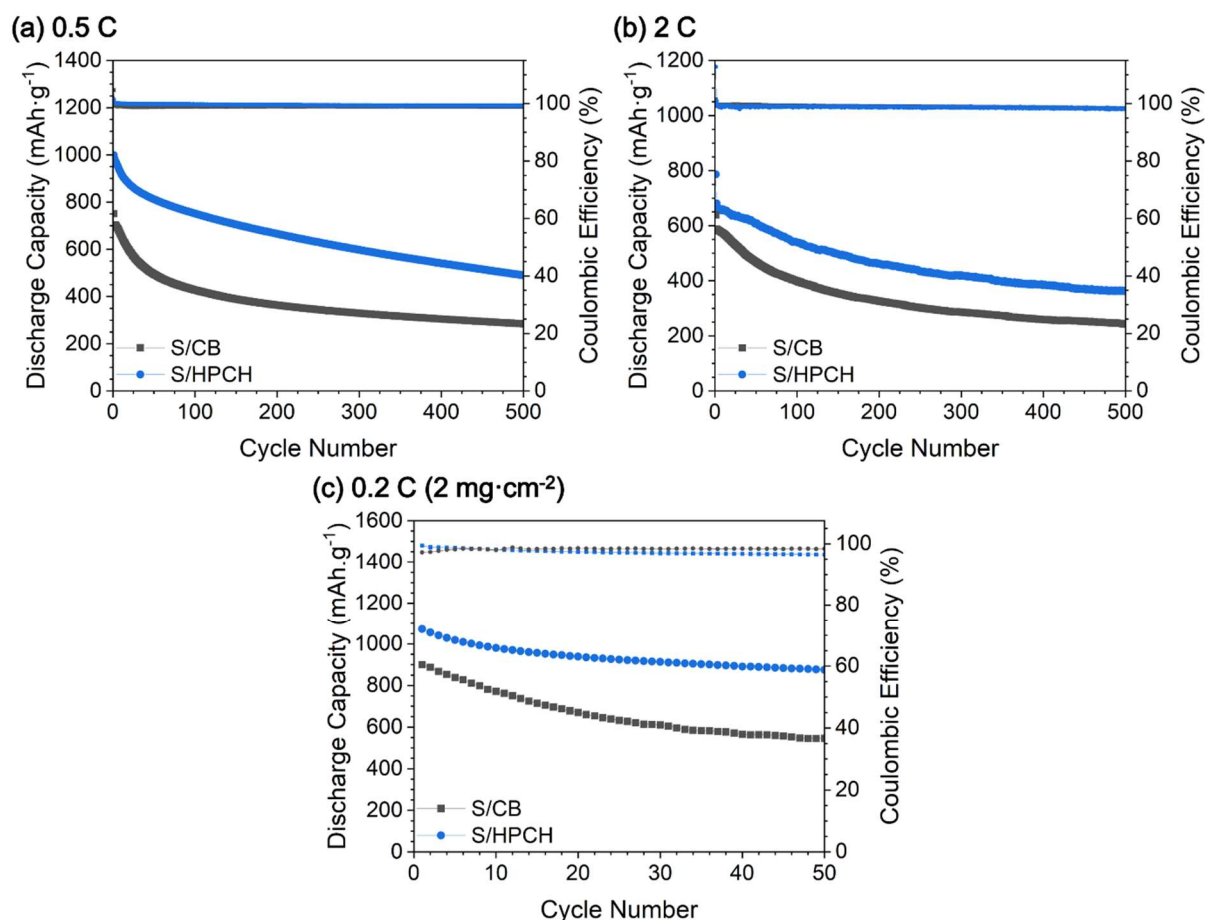 (a) 0.5 C
Discharge Capacity (mAh·g⁻¹)
1400
1200
1000
800
600
400
200
0
S/CB
S/HPCH
0 100 200 300 400 500
Cycle Number
100
80
60
40
20
0
Coulombic Efficiency (%)
(b) 2 C
Discharge Capacity (mAh·g⁻¹)
1200
1000
800
600
400
200
0
S/CB
S/HPCH
0 100 200 300 400 500
Cycle Number
100
80
60
40
20
0
Coulombic Efficiency (%)
(c) 0.2 C (2 mg·cm⁻²)
Discharge Capacity (mAh.g⁻¹)
1600
1400
1200
1000
800
600
400
200
0
S/CB
S/HPCH
0 10 20 30 40 50
Cycle Number
100
80
60
40
20
0
Coulombic Efficiency (%)